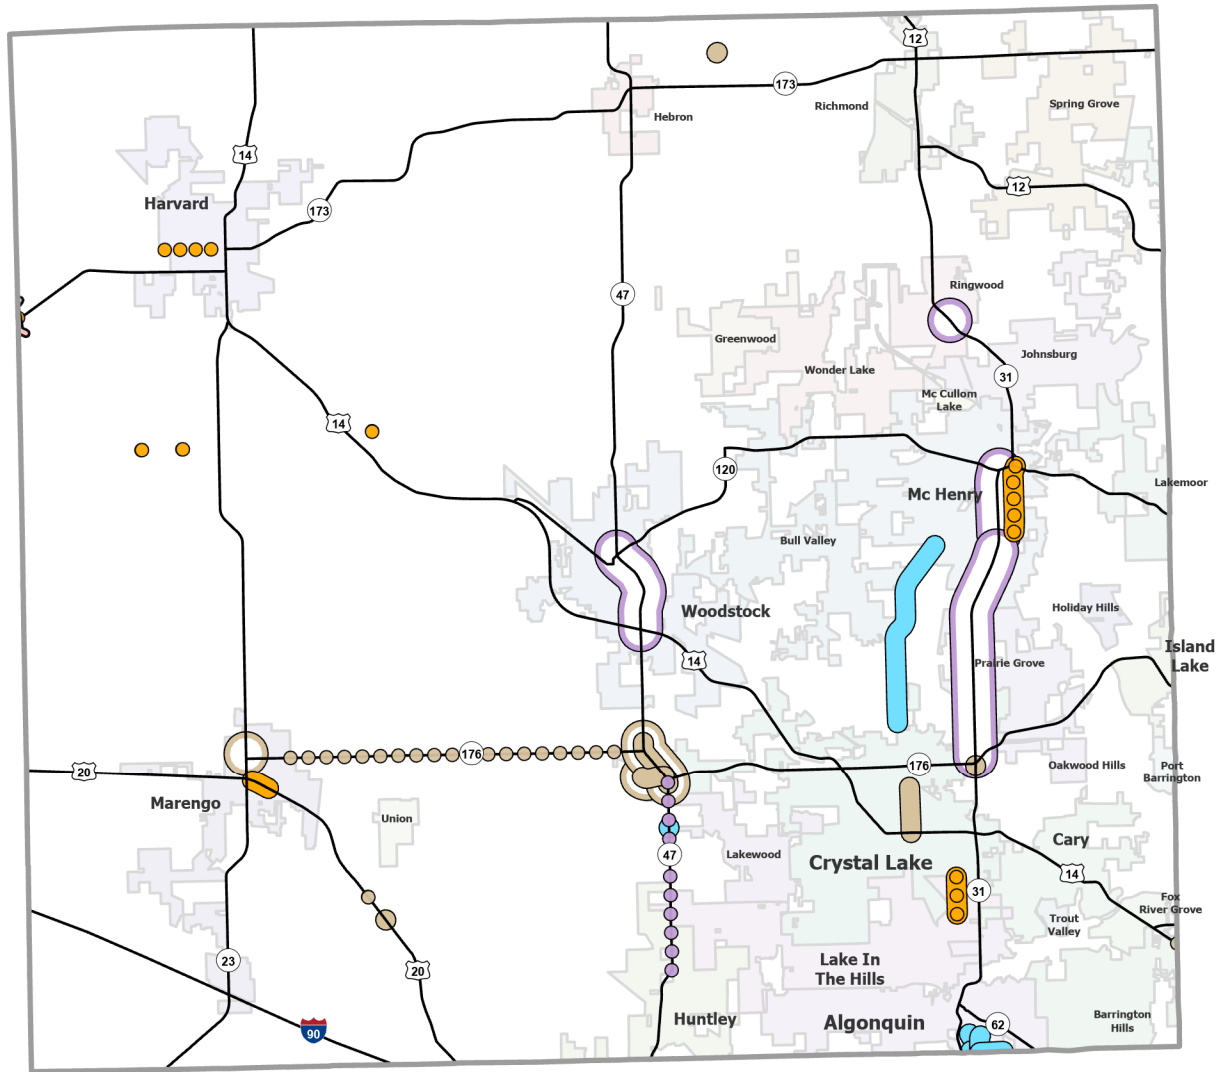 12
173
Hebron
Richmond
Spring Grove
14
12
Harvard
173
47
Ringwood
Greenwood
Johnsburg
Wonder Lake
31
Mc Cullom
Lake
14
120
Mc Henry
Lakemoor
Bull Valley
Woodstock
Holiday Hills
14
Prairie Grove
Island
Lake
20
176
176
Oakwood Hills
Port
Barrington
Marengo
Union
47
Lakewood
Crystal Lake
Cary
14
31
Fox
River Grove
Trout
Valley
23
20
Lake In
The Hills
90
Huntley
Algonquin
62
Barrington
Hills